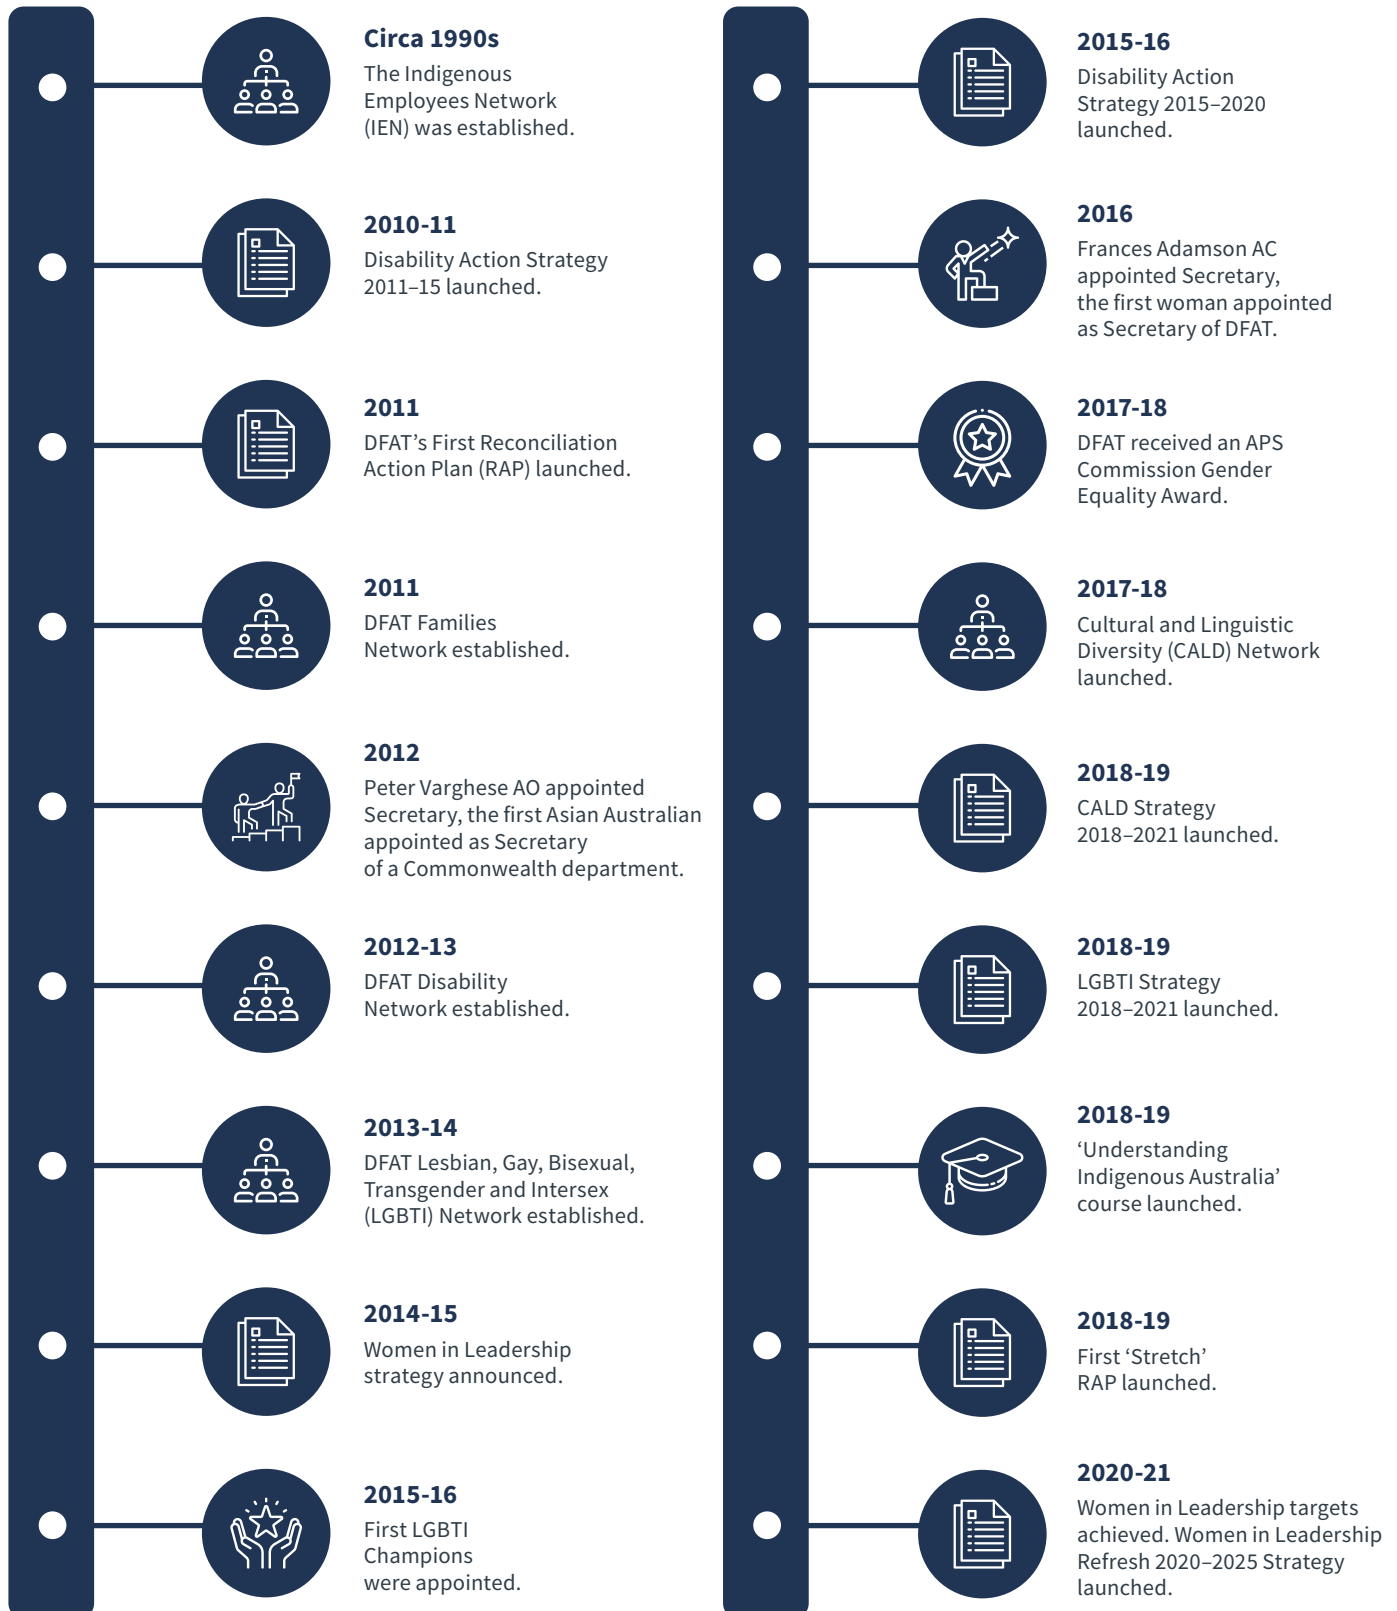 Circa 1990s
The Indigenous
Employees Network
(IEN) was established.
2010-11
Disability Action Strategy
2011–15 launched.
2011
DFAT’s First Reconciliation
Action Plan (RAP) launched.
2011
DFAT Families
Network established.
2012
Peter Varghese AO appointed
Secretary, the first Asian Australian
appointed as Secretary
of a Commonwealth department.
2012-13
DFAT Disability
Network established.
2013-14
DFAT Lesbian, Gay, Bisexual,
Transgender and Intersex
(LGBTI) Network established.
2014-15
Women in Leadership
strategy announced.
2015-16
First LGBTI
Champions
were appointed.
2015-16
Disability Action
Strategy 2015–2020
launched.
2016
Frances Adamson AC
appointed Secretary,
the first woman appointed
as Secretary of DFAT.
2017-18
DFAT received an APS
Commission Gender
Equality Award.
2017-18
Cultural and Linguistic
Diversity (CALD) Network
launched.
2018-19
CALD Strategy
2018–2021 launched.
2018-19
LGBTI Strategy
2018–2021 launched.
2018-19
‘Understanding
Indigenous Australia’
course launched.
2018-19
First ‘Stretch’
RAP launched.
2020-21
Women in Leadership targets
achieved. Women in Leadership
Refresh 2020–2025 Strategy
launched.